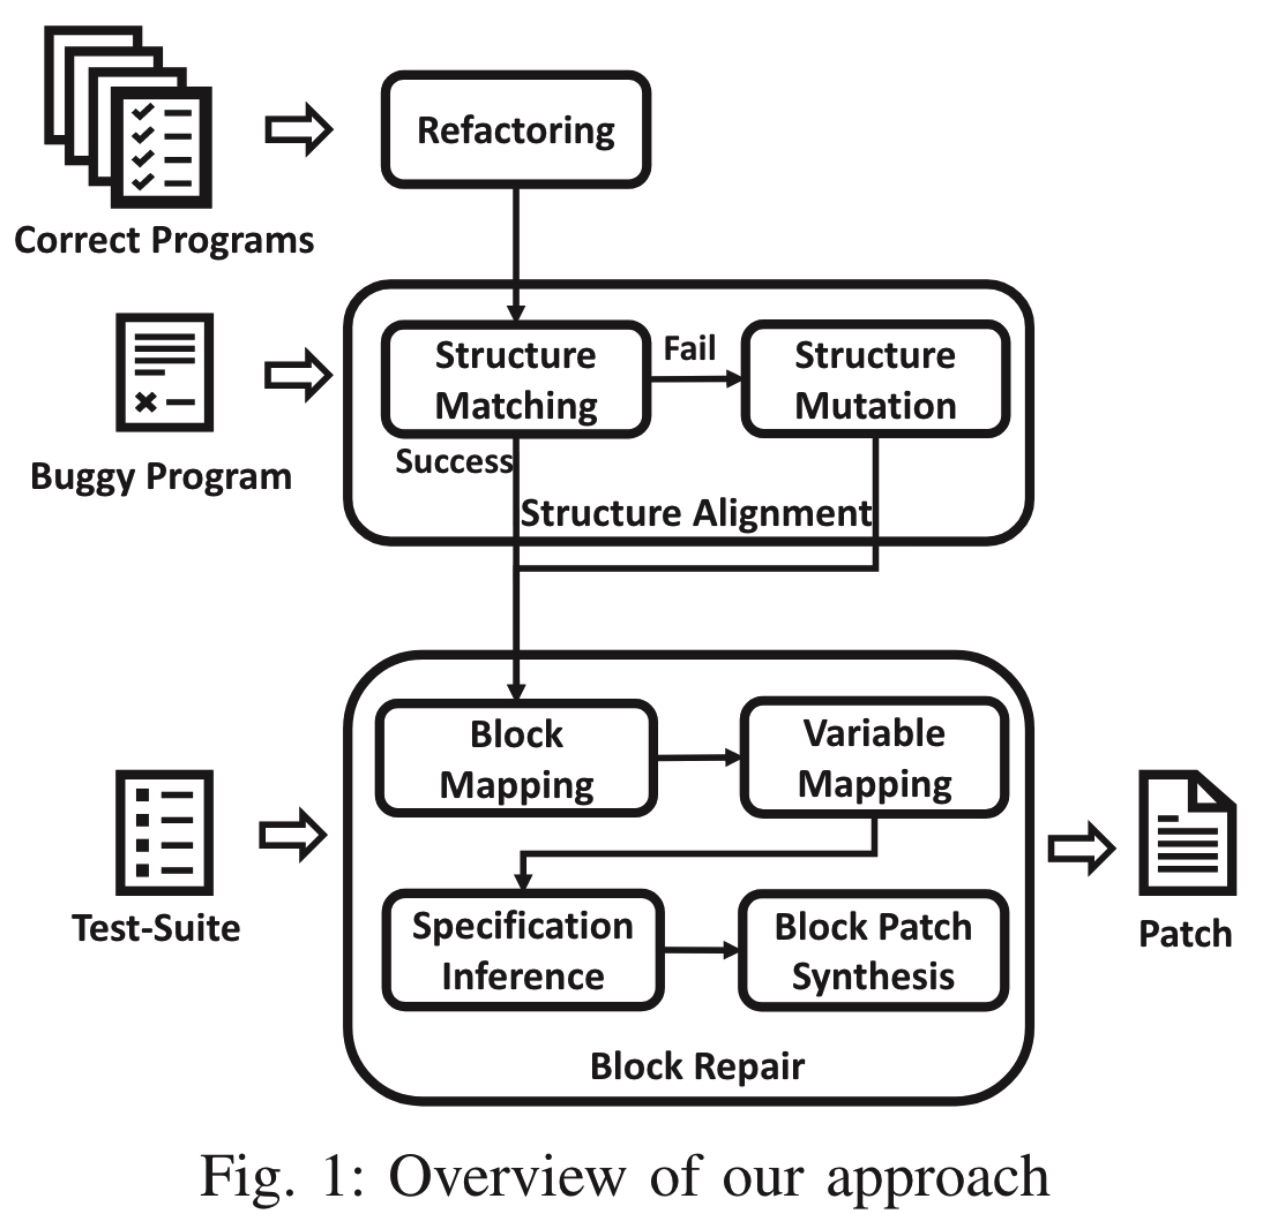 Refactoring
Correct Programs
Structure
Matching
Fail
Structure
Mutation
Success
Buggy Program
Structure Alignment
Block
Mapping
Variable
Mapping
Test-Suite
Specification
Inference
Block Patch
Synthesis
Patch
Block Repair
Fig. 1: Overview of our approach